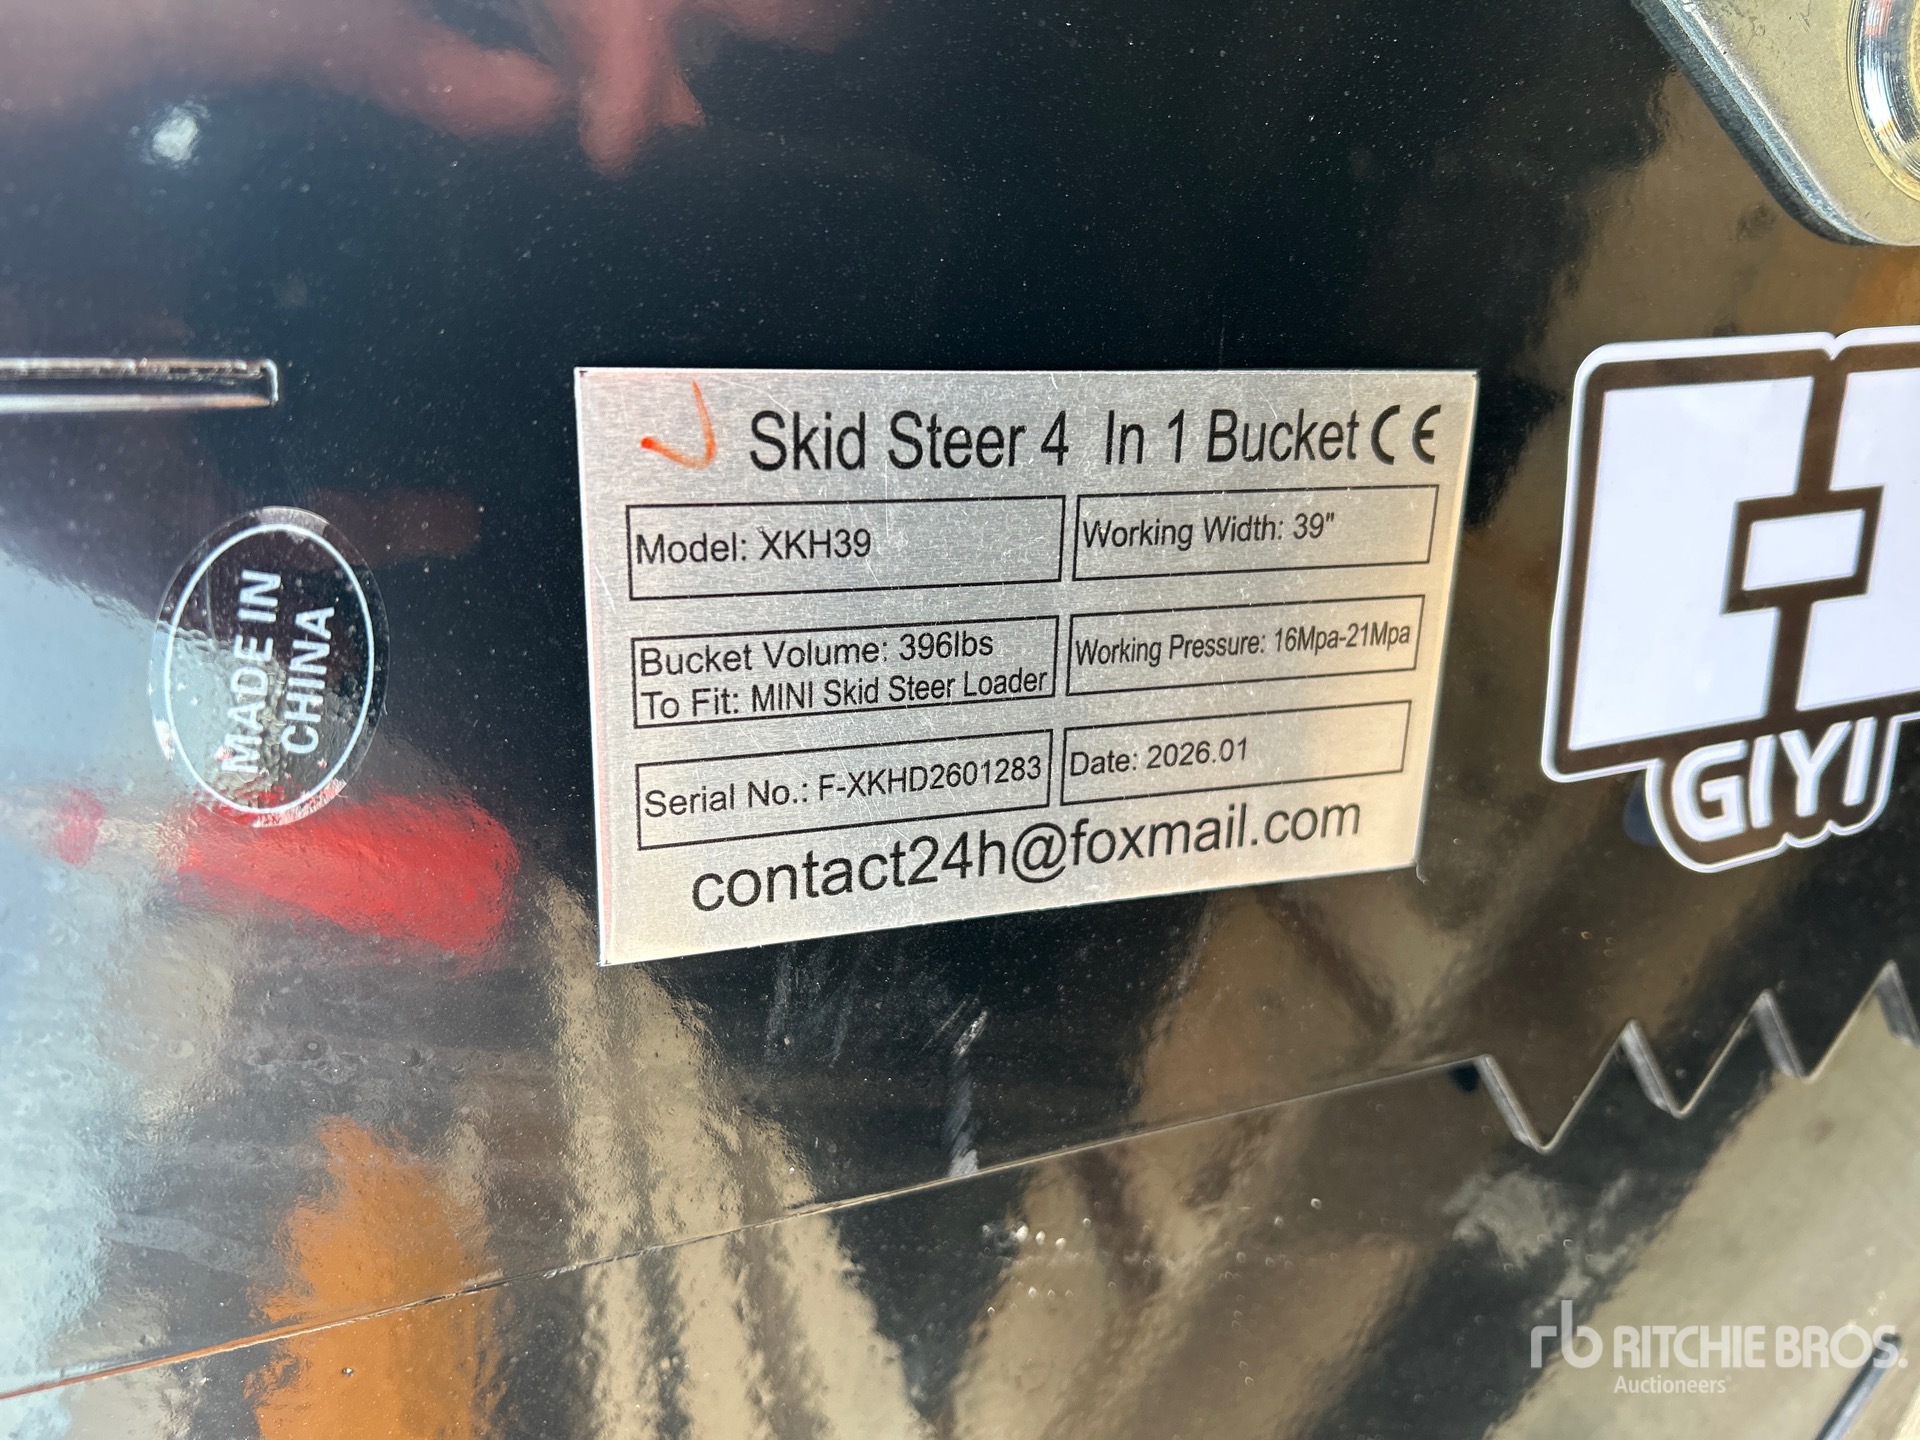 Skid Steer 4 In 1 Bucket CE
Model: XKH39
Working Width: 39"
Bucket Volume: 396lbs
To Fit: MINI Skid Steer Loader
Working Pressure: 16Mpa-21Mpa
Serial No.: F-XKHD2601283
Date: 2026.01
contact24h@foxmail.com
MADE IN
CHINA
GIYI
rb RITCHIE BROS.
Auctioneers